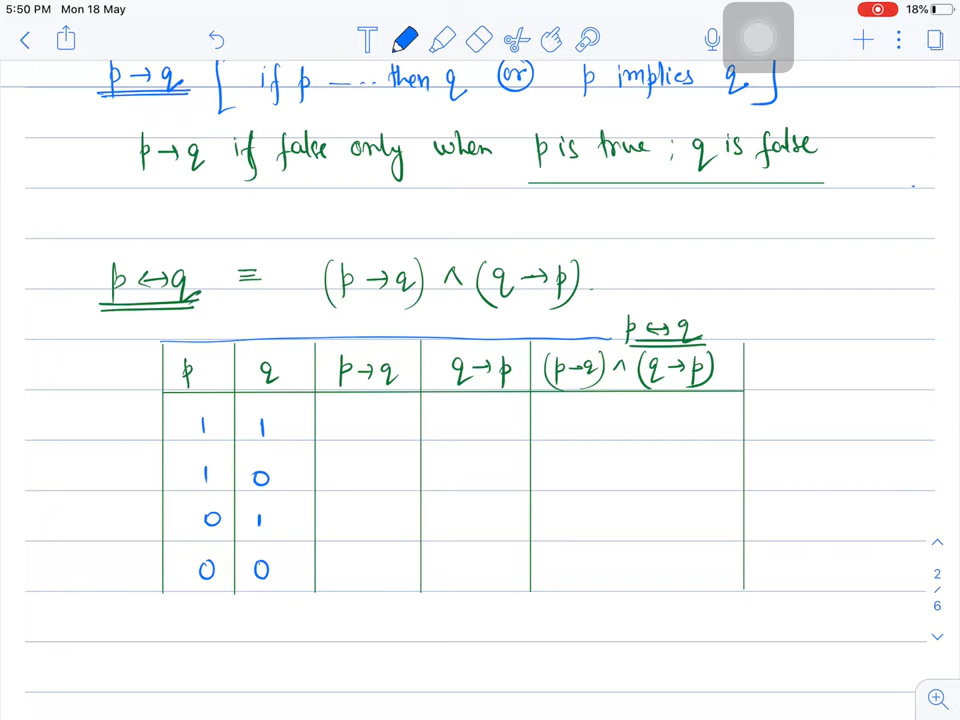 5:50 PM Mon 18 May 18%
T
p→q [ if p ---- then q (or) p implies q. ]
p→q if false only when p is true ; q is false
p↔q ≡ (p→q) ∧ (q→p).
p↔q
p q p→q q→p (p→q) ∧ (q→p)
1 1
1 0
0 1
0 0
2
/
6